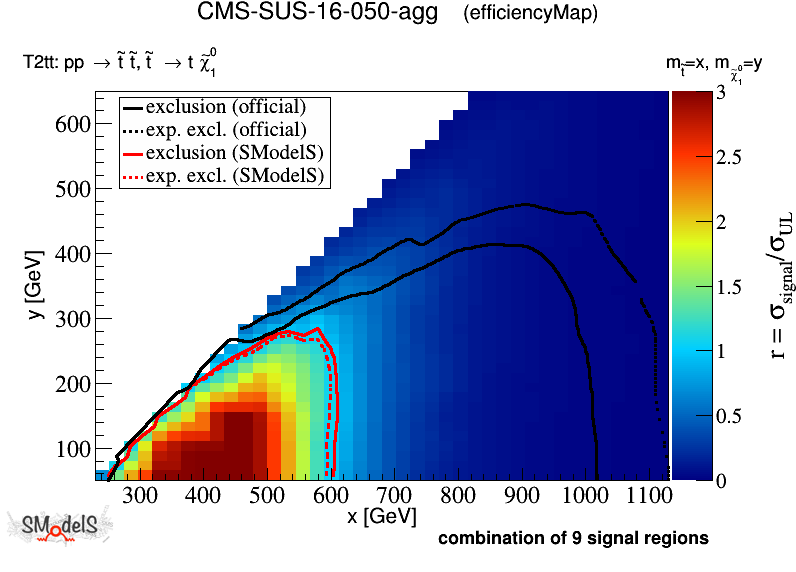 CMS-SUS-16-050-agg (efficiencyMap)
T2tt: pp → t̃ t̃, t̃ → t χ̃₁⁰
m_t̃=x, m_χ̃₁⁰=y
exclusion (official)
exp. excl. (official)
exclusion (SModelS)
exp. excl. (SModelS)
600
500
400
300
200
100
y [GeV]
300 400 500 600 700 800 900 1000 1100
x [GeV]
3
2.5
2
1.5
1
0.5
0
r = σ_signal/σ_UL
SModelS
combination of 9 signal regions